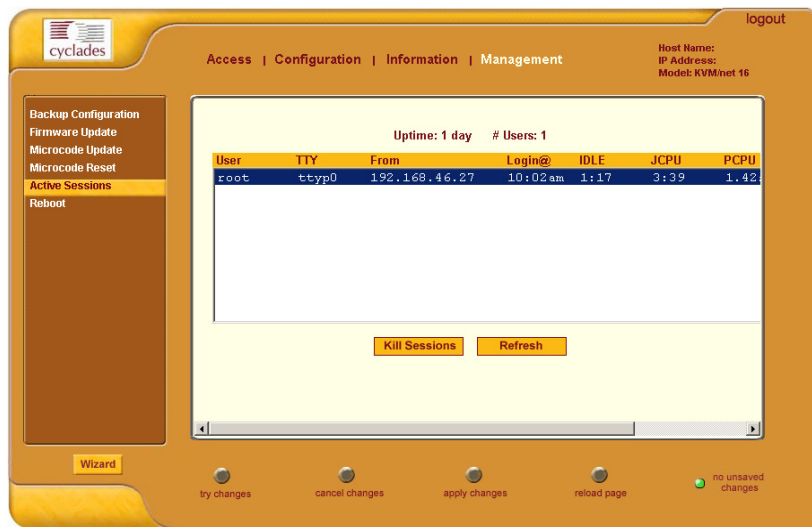 logout
cyclades
Access | Configuration | Information | Management
Host Name:
IP Address:
Model: KVM/net 16
Backup Configuration
Firmware Update
Microcode Update
Microcode Reset
Active Sessions
Reboot
Uptime: 1 day # Users: 1
User TTY From Login@ IDLE JCPU PCPU
root ttyp0 192.168.46.27 10:02am 1:17 3:39 1.42
Kill Sessions Refresh
Wizard
try changes
cancel changes
apply changes
reload page
no unsaved
changes